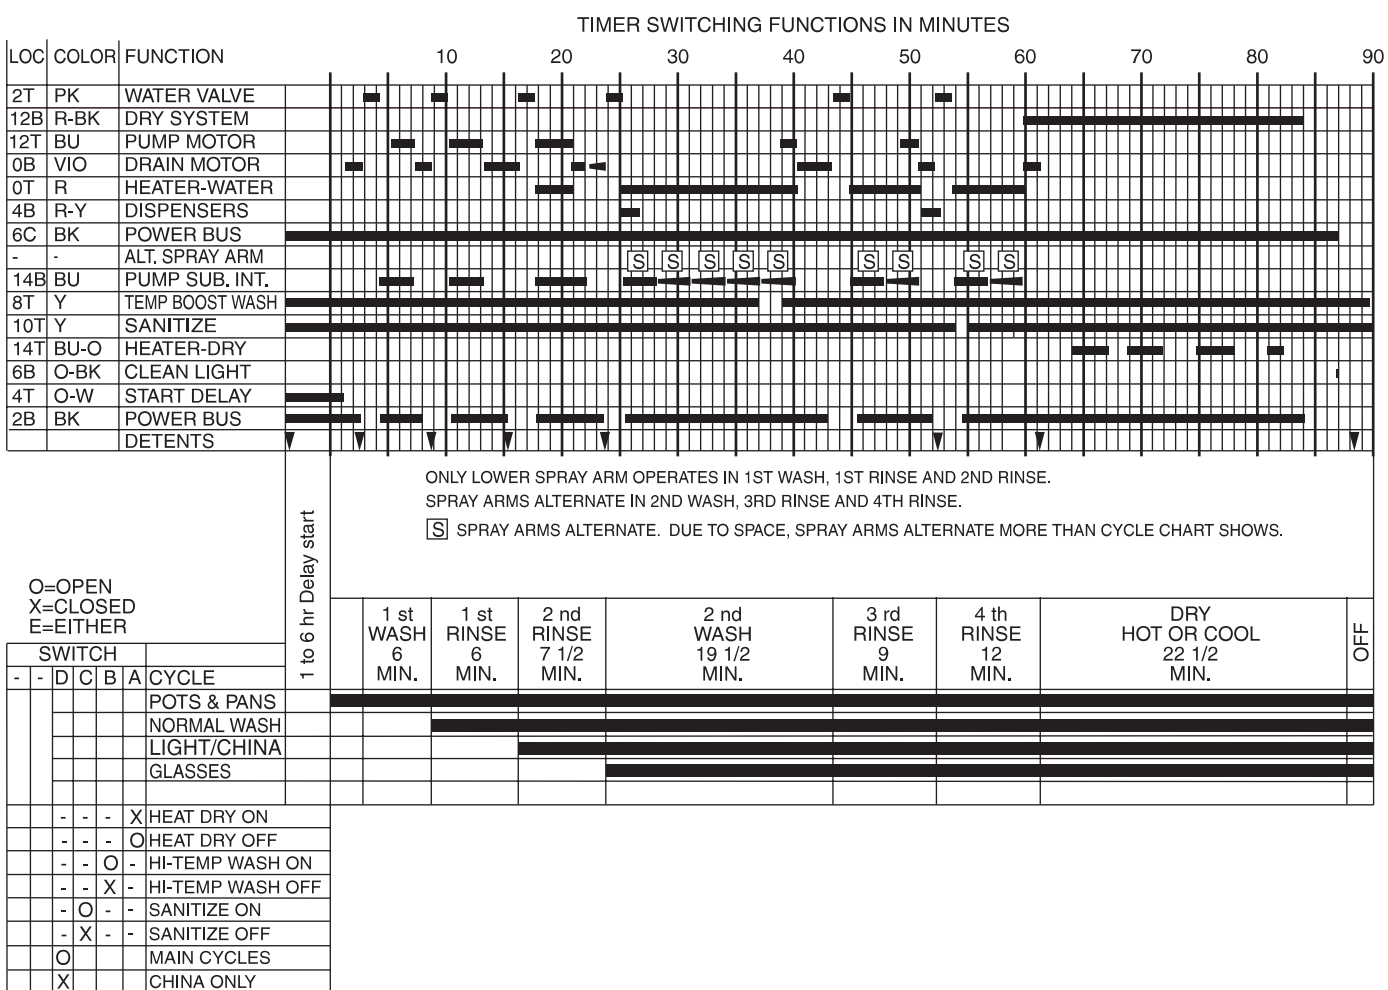 TIMER SWITCHING FUNCTIONS IN MINUTES
LOC COLOR FUNCTION 10 20 30 40 50 60 70 80 90
2T PK WATER VALVE
12B R-BK DRY SYSTEM
12T BU PUMP MOTOR
0B VIO DRAIN MOTOR
0T R HEATER-WATER
4B R-Y DISPENSERS
6C BK POWER BUS
- - ALT. SPRAY ARM S S S S S S S S S
14B BU PUMP SUB. INT.
8T Y TEMP BOOST WASH
10T Y SANITIZE
14T BU-O HEATER-DRY
6B O-BK CLEAN LIGHT
4T O-W START DELAY
2B BK POWER BUS
DETENTS
ONLY LOWER SPRAY ARM OPERATES IN 1ST WASH, 1ST RINSE AND 2ND RINSE.
SPRAY ARMS ALTERNATE IN 2ND WASH, 3RD RINSE AND 4TH RINSE.
S SPRAY ARMS ALTERNATE. DUE TO SPACE, SPRAY ARMS ALTERNATE MORE THAN CYCLE CHART SHOWS.
1 to 6 hr Delay start
O=OPEN
X=CLOSED
E=EITHER
1 st 1 st 2 nd 2 nd 3 rd 4 th DRY
WASH RINSE RINSE WASH RINSE RINSE HOT OR COOL
6 6 7 1/2 19 1/2 9 12 22 1/2
MIN. MIN. MIN. MIN. MIN. MIN. MIN.
OFF
SWITCH
- - D C B A CYCLE
POTS & PANS
NORMAL WASH
LIGHT/CHINA
GLASSES
- - - X HEAT DRY ON
- - - O HEAT DRY OFF
- - O - HI-TEMP WASH ON
- - X - HI-TEMP WASH OFF
- O - - SANITIZE ON
- X - - SANITIZE OFF
O MAIN CYCLES
X CHINA ONLY